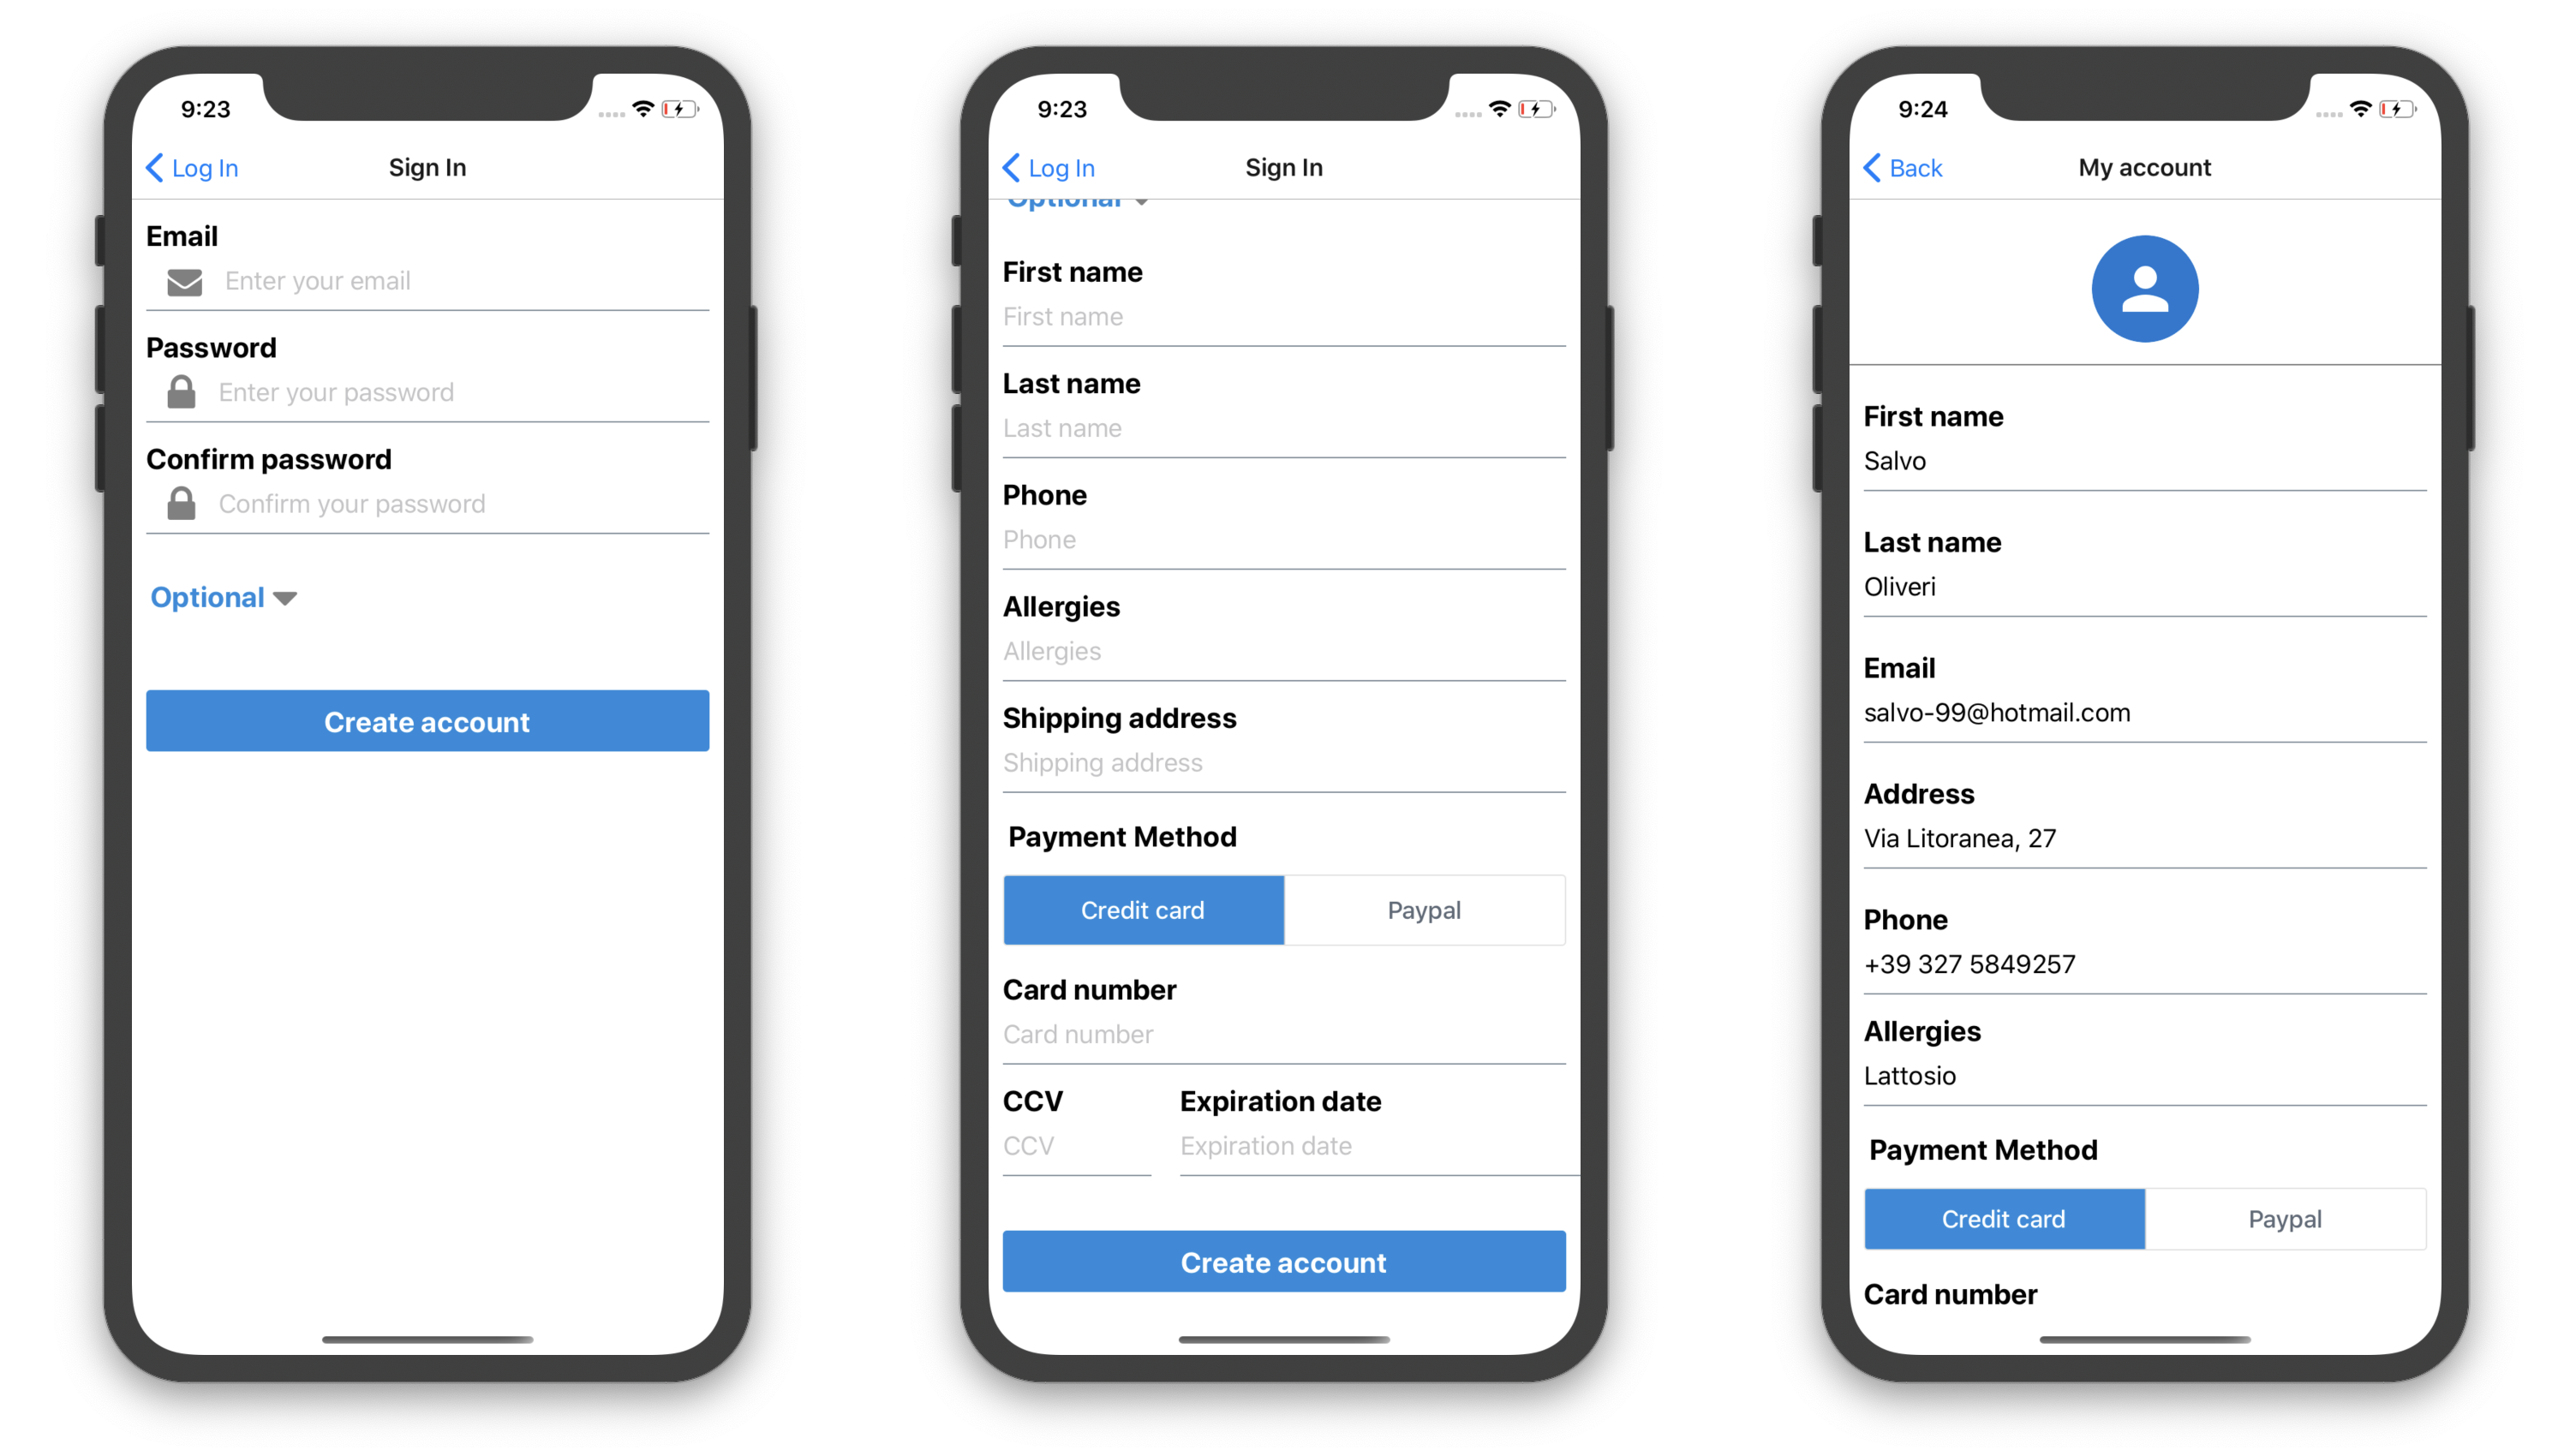 9:23
Log In Sign In
Email
Enter your email
Password
Enter your password
Confirm password
Confirm your password
Optional
Create account
9:23
Log In Sign In
Optional
First name
First name
Last name
Last name
Phone
Phone
Allergies
Allergies
Shipping address
Shipping address
Payment Method
Credit card Paypal
Card number
Card number
CCV Expiration date
CCV Expiration date
Create account
9:24
Back My account
First name
Salvo
Last name
Oliveri
Email
salvo-99@hotmail.com
Address
Via Litoranea, 27
Phone
+39 327 5849257
Allergies
Lattosio
Payment Method
Credit card Paypal
Card number